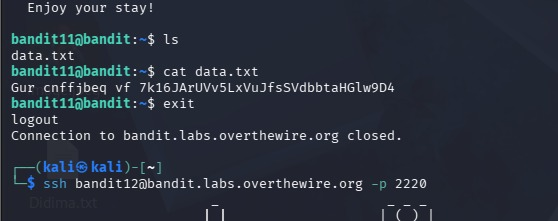 Enjoy your stay!
bandit11@bandit:~$ ls
data.txt
bandit11@bandit:~$ cat data.txt
Gur cnffjbeq vf 7k16JArUVv5LxVuJfsSVdbbtaHGlw9D4
bandit11@bandit:~$ exit
logout
Connection to bandit.labs.overthewire.org closed.
┌──(kali㉿kali)-[~]
└─$ ssh bandit12@bandit.labs.overthewire.org -p 2220
Didima.txt